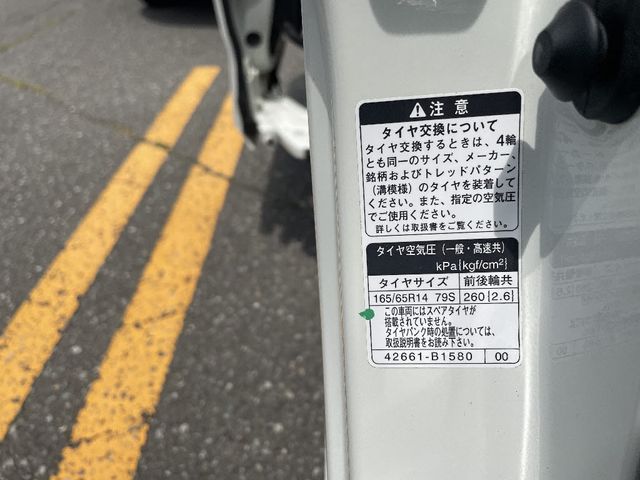 注意
タイヤ交換について
タイヤ交換するときは、4輪
とも同一のサイズ、メーカー、
銘柄およびトレッドパターン
（溝模様）のタイヤを装着して
ください。また、指定の空気圧
でご使用ください。
詳しくは取扱書をご覧ください。
タイヤ空気圧（一般・高速共）
kPa{kgf/cm²}
タイヤサイズ 前後輪共
165/65R14 79S 260{2.6}
この車両にはスペアタイヤが
搭載されていません。
タイヤパンク時の処置については、
取扱説明書をお読み下さい。
42661-B1580 00